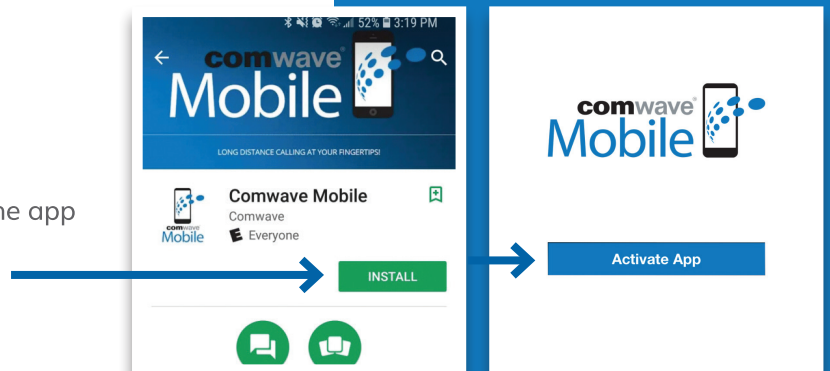 52% 3:19 PM
comwave
Mobile
LONG DISTANCE CALLING AT YOUR FINGERTIPS!
comwave
Mobile
Comwave Mobile
Comwave
E Everyone
INSTALL
he app
comwave
Mobile
Activate App